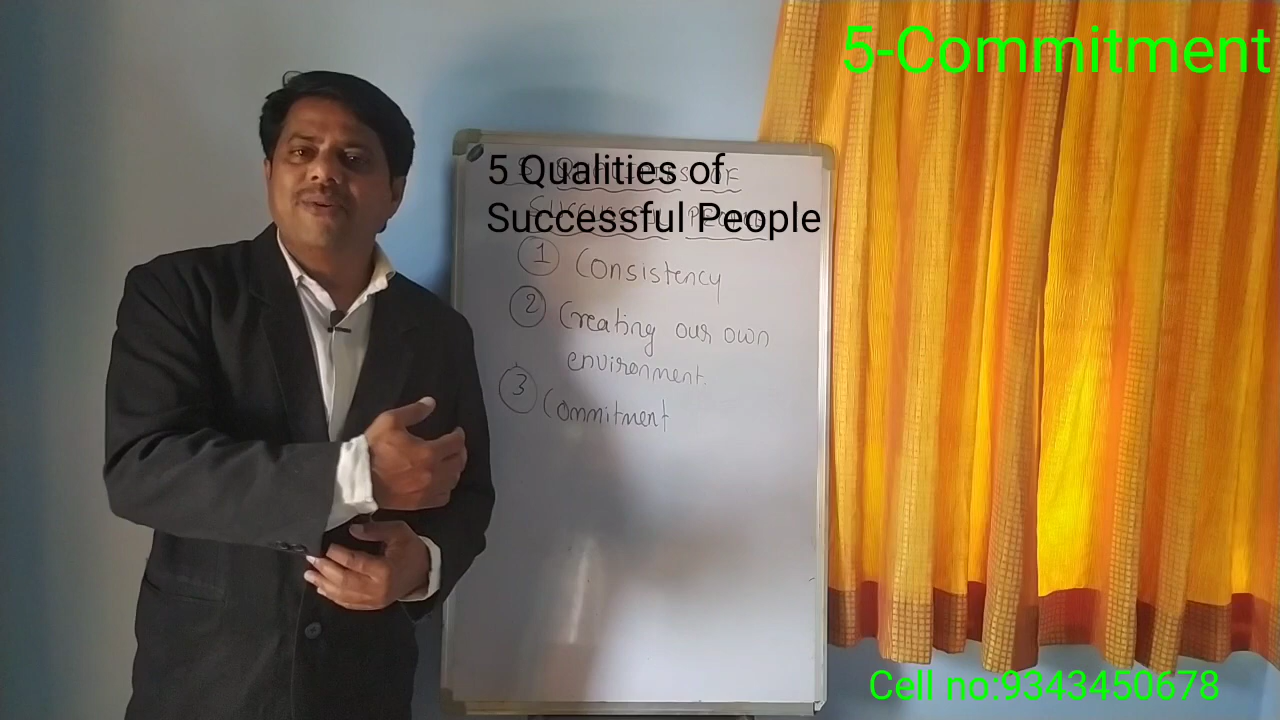 5-Commitment
5 Qualities of
Successful People
1 Consistency
2 Creating our own
environment.
3 Commitment
Cell no:9343450678